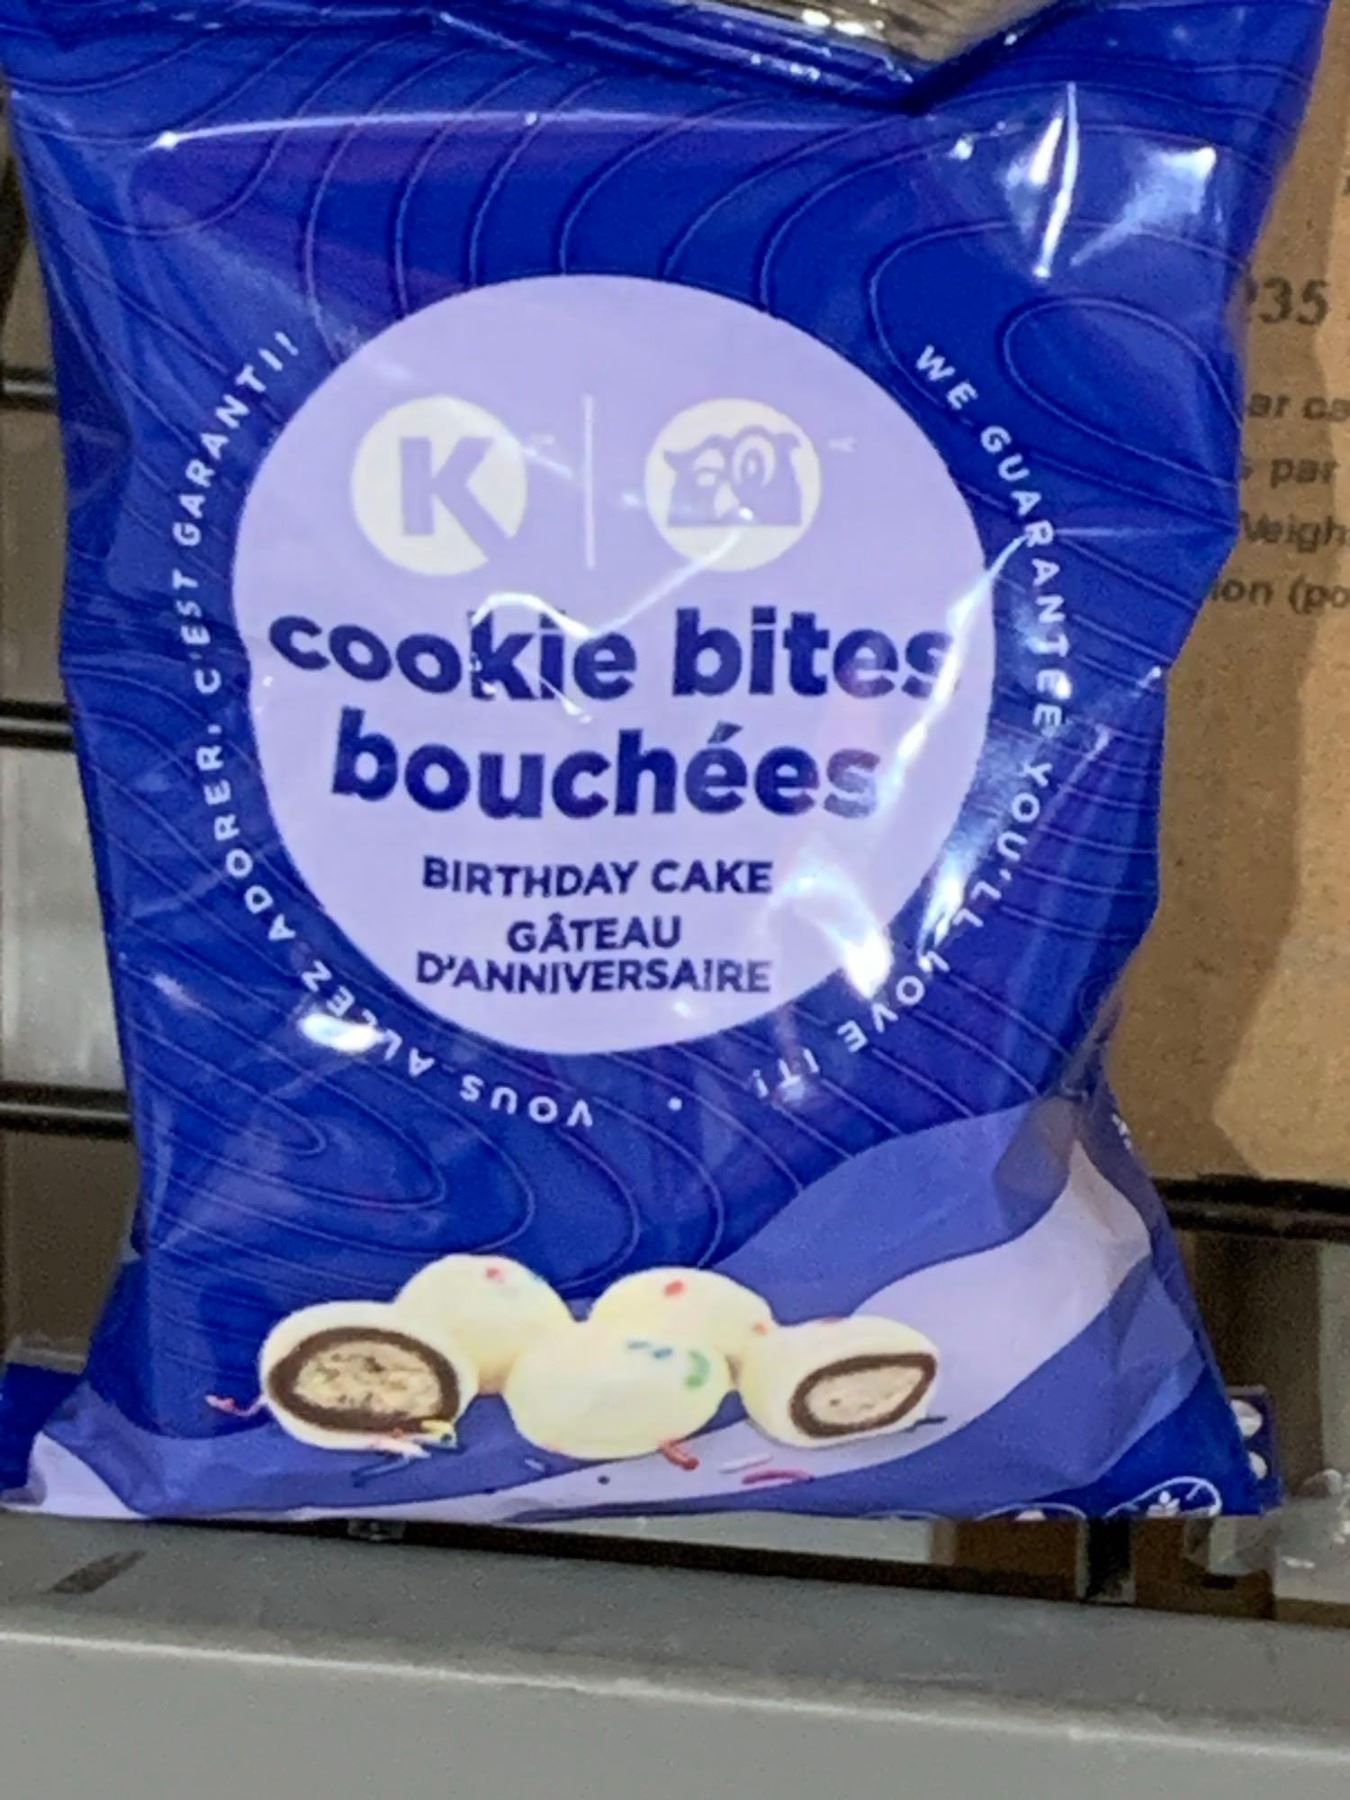 K
cookie bites
bouchées
BIRTHDAY CAKE
GÂTEAU
D'ANNIVERSAIRE
WE GUARANTEE YOU'LL LOVE IT!
•
VOUS ALLEZ ADORER, C'EST GARANTI!
35
ar
par